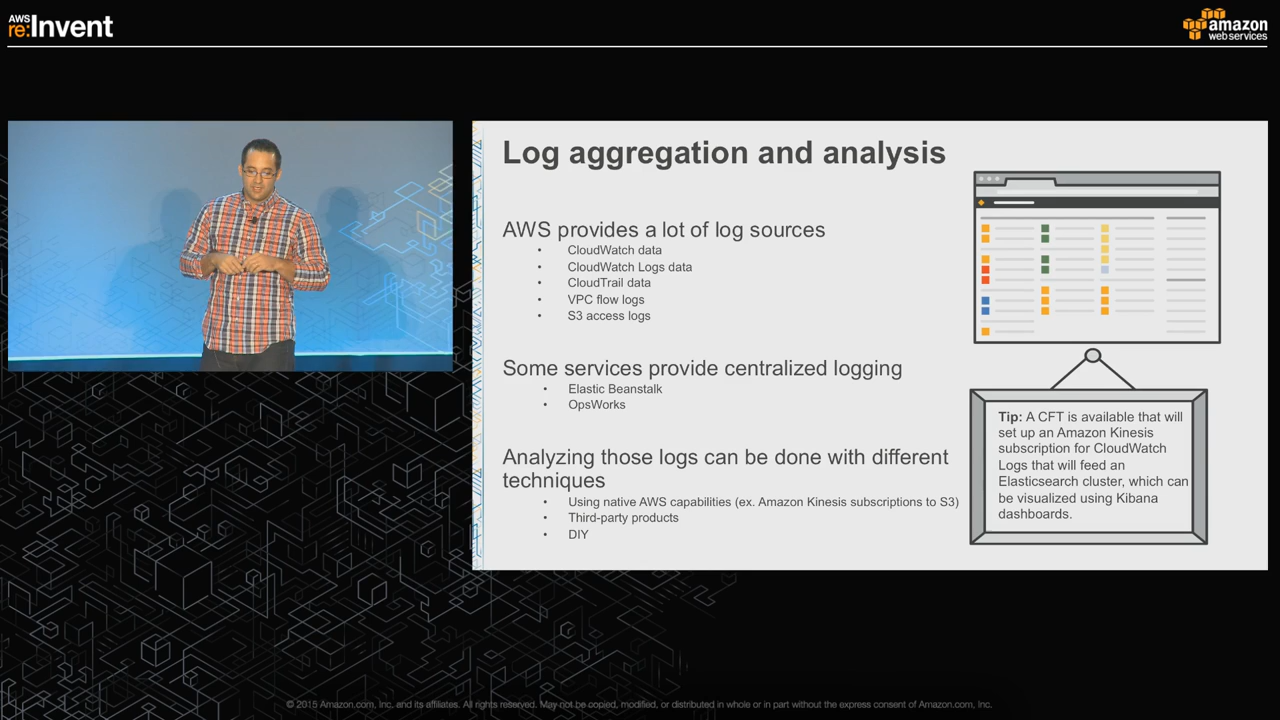 AWS
re:Invent
amazon
web services
Log aggregation and analysis
AWS provides a lot of log sources
• CloudWatch data
• CloudWatch Logs data
• CloudTrail data
• VPC flow logs
• S3 access logs
Some services provide centralized logging
• Elastic Beanstalk
• OpsWorks
Analyzing those logs can be done with different
techniques
• Using native AWS capabilities (ex. Amazon Kinesis subscriptions to S3)
• Third-party products
• DIY
Tip: A CFT is available that will
set up an Amazon Kinesis
subscription for CloudWatch
Logs that will feed an
Elasticsearch cluster, which can
be visualized using Kibana
dashboards.
© 2015 Amazon.com, Inc. and its affiliates. All rights reserved. May not be copied, modified, or distributed in whole or in part without the express consent of Amazon.com, Inc.